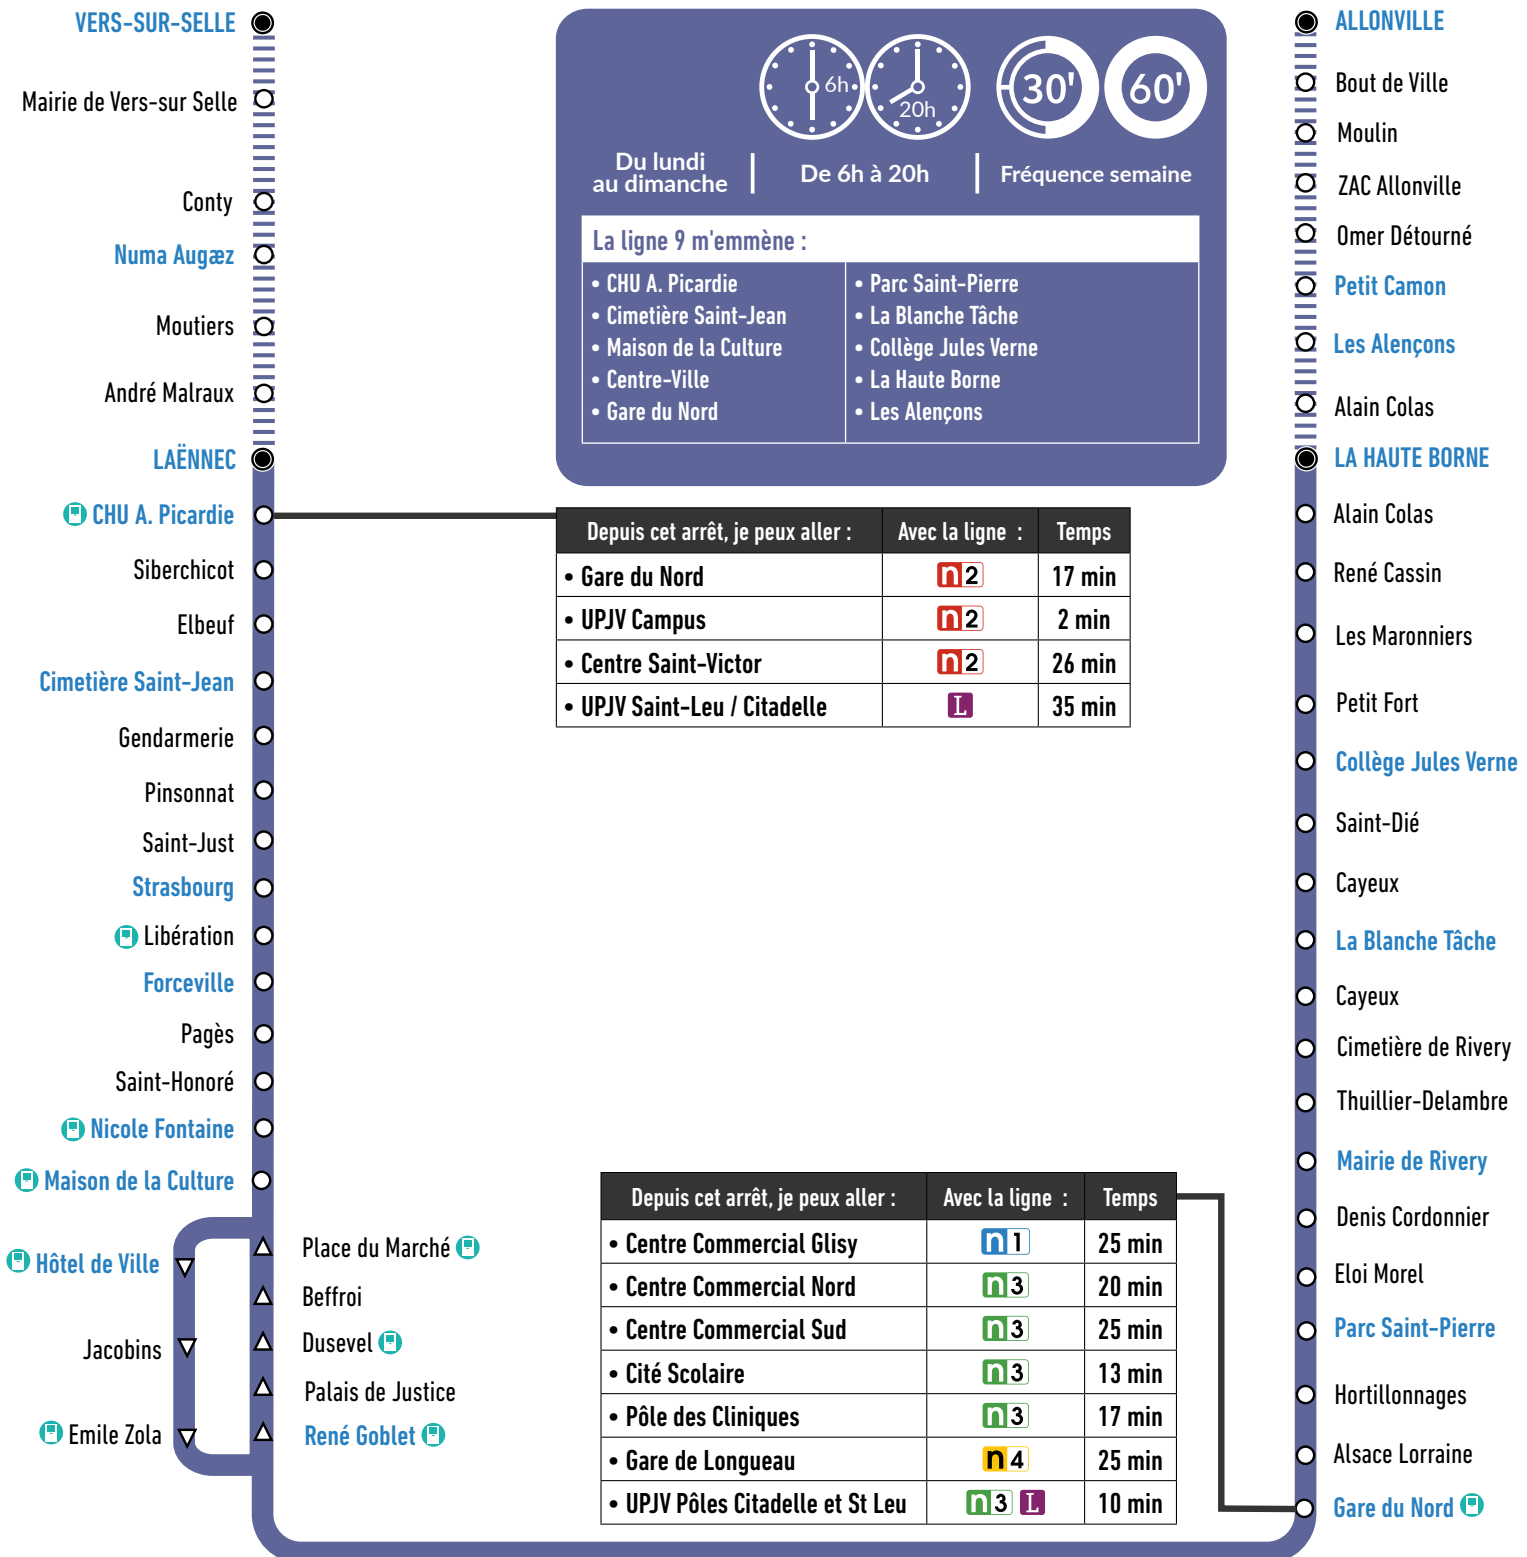 VERS-SUR-SELLE
Mairie de Vers-sur Selle
Conty
Numa Augæz
Moutiers
André Malraux
LAËNNEC
CHU A. Picardie
Siberchicot
Elbeuf
Cimetière Saint-Jean
Gendarmerie
Pinsonnat
Saint-Just
Strasbourg
Libération
Forceville
Pagès
Saint-Honoré
Nicole Fontaine
Maison de la Culture
Hôtel de Ville
Jacobins
Emile Zola
Place du Marché
Beffroi
Dusevel
Palais de Justice
René Goblet
6h
20h
30'
60'
Du lundi
au dimanche
De 6h à 20h
Fréquence semaine
La ligne 9 m'emmène :
• CHU A. Picardie
• Cimetière Saint-Jean
• Maison de la Culture
• Centre-Ville
• Gare du Nord
• Parc Saint-Pierre
• La Blanche Tâche
• Collège Jules Verne
• La Haute Borne
• Les Alençons
Depuis cet arrêt, je peux aller : Avec la ligne : Temps
• Gare du Nord n2 17 min
• UPJV Campus n2 2 min
• Centre Saint-Victor n2 26 min
• UPJV Saint-Leu / Citadelle L 35 min
Depuis cet arrêt, je peux aller : Avec la ligne : Temps
• Centre Commercial Glisy n1 25 min
• Centre Commercial Nord n3 20 min
• Centre Commercial Sud n3 25 min
• Cité Scolaire n3 13 min
• Pôle des Cliniques n3 17 min
• Gare de Longueau n4 25 min
• UPJV Pôles Citadelle et St Leu n3 L 10 min
ALLONVILLE
Bout de Ville
Moulin
ZAC Allonville
Omer Détourné
Petit Camon
Les Alençons
Alain Colas
LA HAUTE BORNE
Alain Colas
René Cassin
Les Maronniers
Petit Fort
Collège Jules Verne
Saint-Dié
Cayeux
La Blanche Tâche
Cayeux
Cimetière de Rivery
Thuillier-Delambre
Mairie de Rivery
Denis Cordonnier
Eloi Morel
Parc Saint-Pierre
Hortillonnages
Alsace Lorraine
Gare du Nord